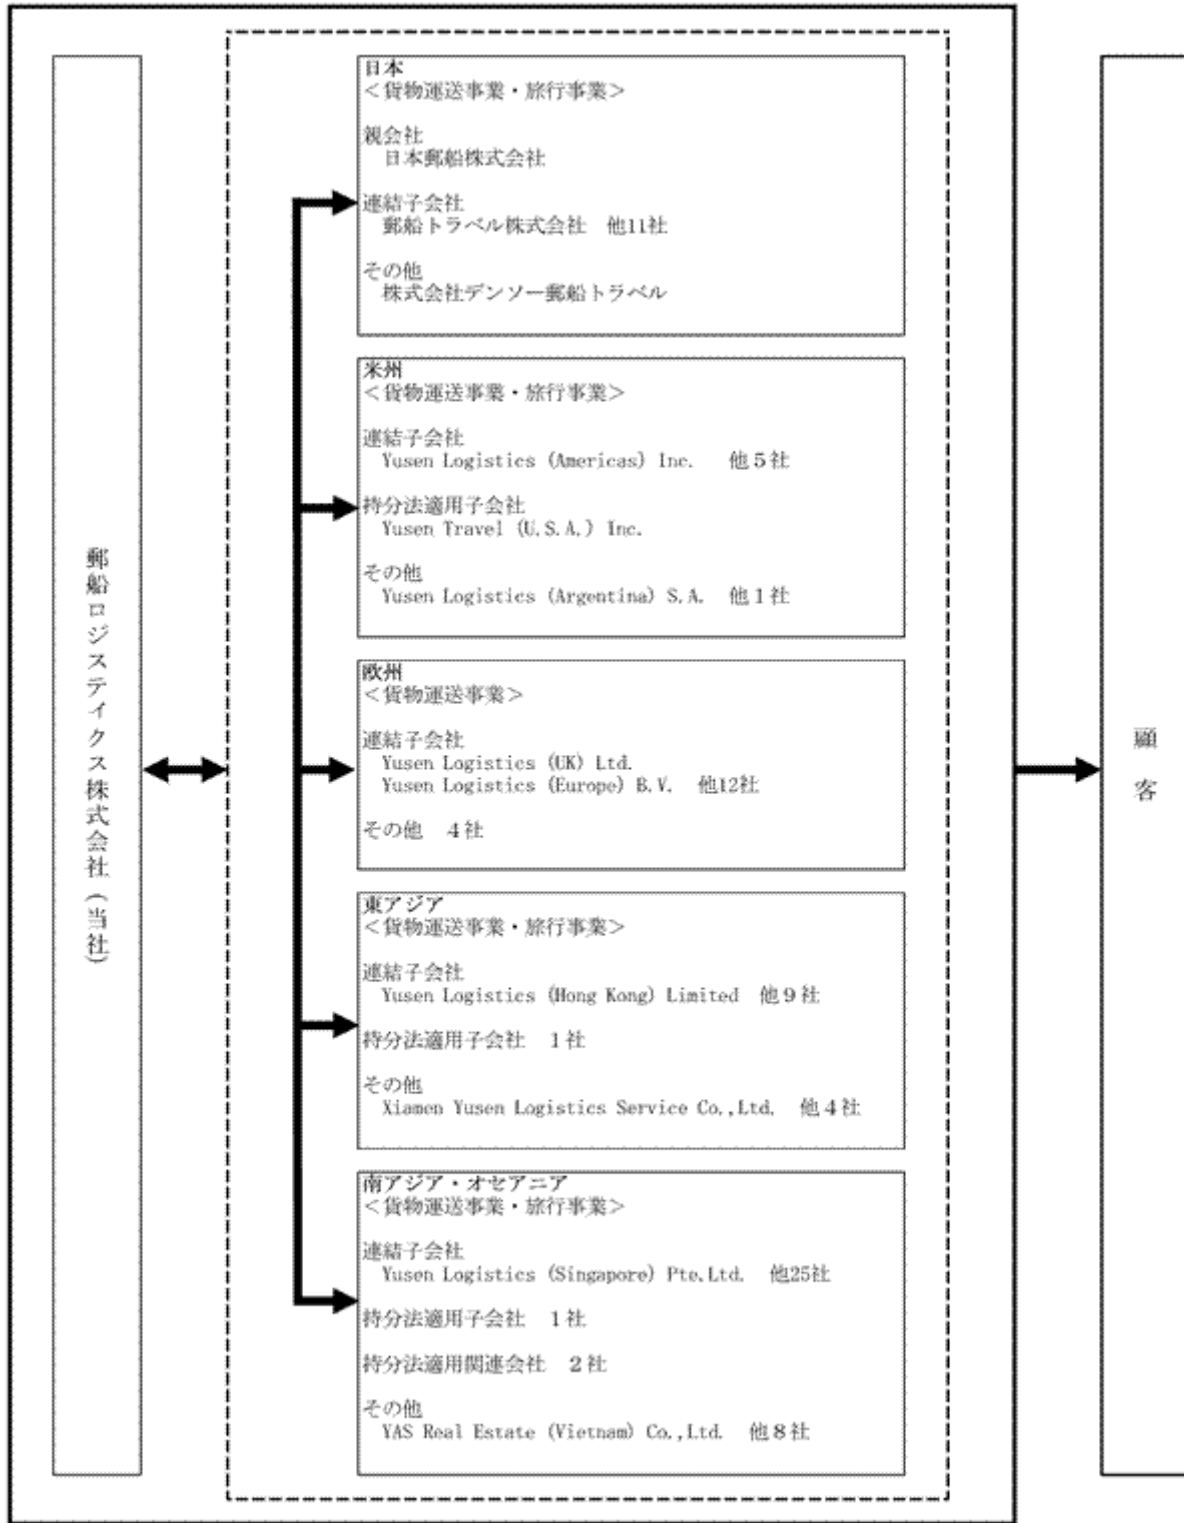 郵船ロジスティクス株式会社(当社)
日本
＜貨物運送事業・旅行事業＞
親会社
日本郵船株式会社
連結子会社
郵船トラベル株式会社　他11社
その他
株式会社デンソー郵船トラベル
米州
＜貨物運送事業・旅行事業＞
連結子会社
Yusen Logistics (Americas) Inc.　他５社
持分法適用子会社
Yusen Travel (U.S.A.) Inc.
その他
Yusen Logistics (Argentina) S.A.　他１社
欧州
＜貨物運送事業＞
連結子会社
Yusen Logistics (UK) Ltd.
Yusen Logistics (Europe) B.V.　他12社
その他　４社
東アジア
＜貨物運送事業・旅行事業＞
連結子会社
Yusen Logistics (Hong Kong) Limited　他９社
持分法適用子会社　１社
その他
Xiamen Yusen Logistics Service Co.,Ltd.　他４社
南アジア・オセアニア
＜貨物運送事業・旅行事業＞
連結子会社
Yusen Logistics (Singapore) Pte.Ltd.　他25社
持分法適用子会社　１社
持分法適用関連会社　２社
その他
YAS Real Estate (Vietnam) Co.,Ltd.　他８社
顧客